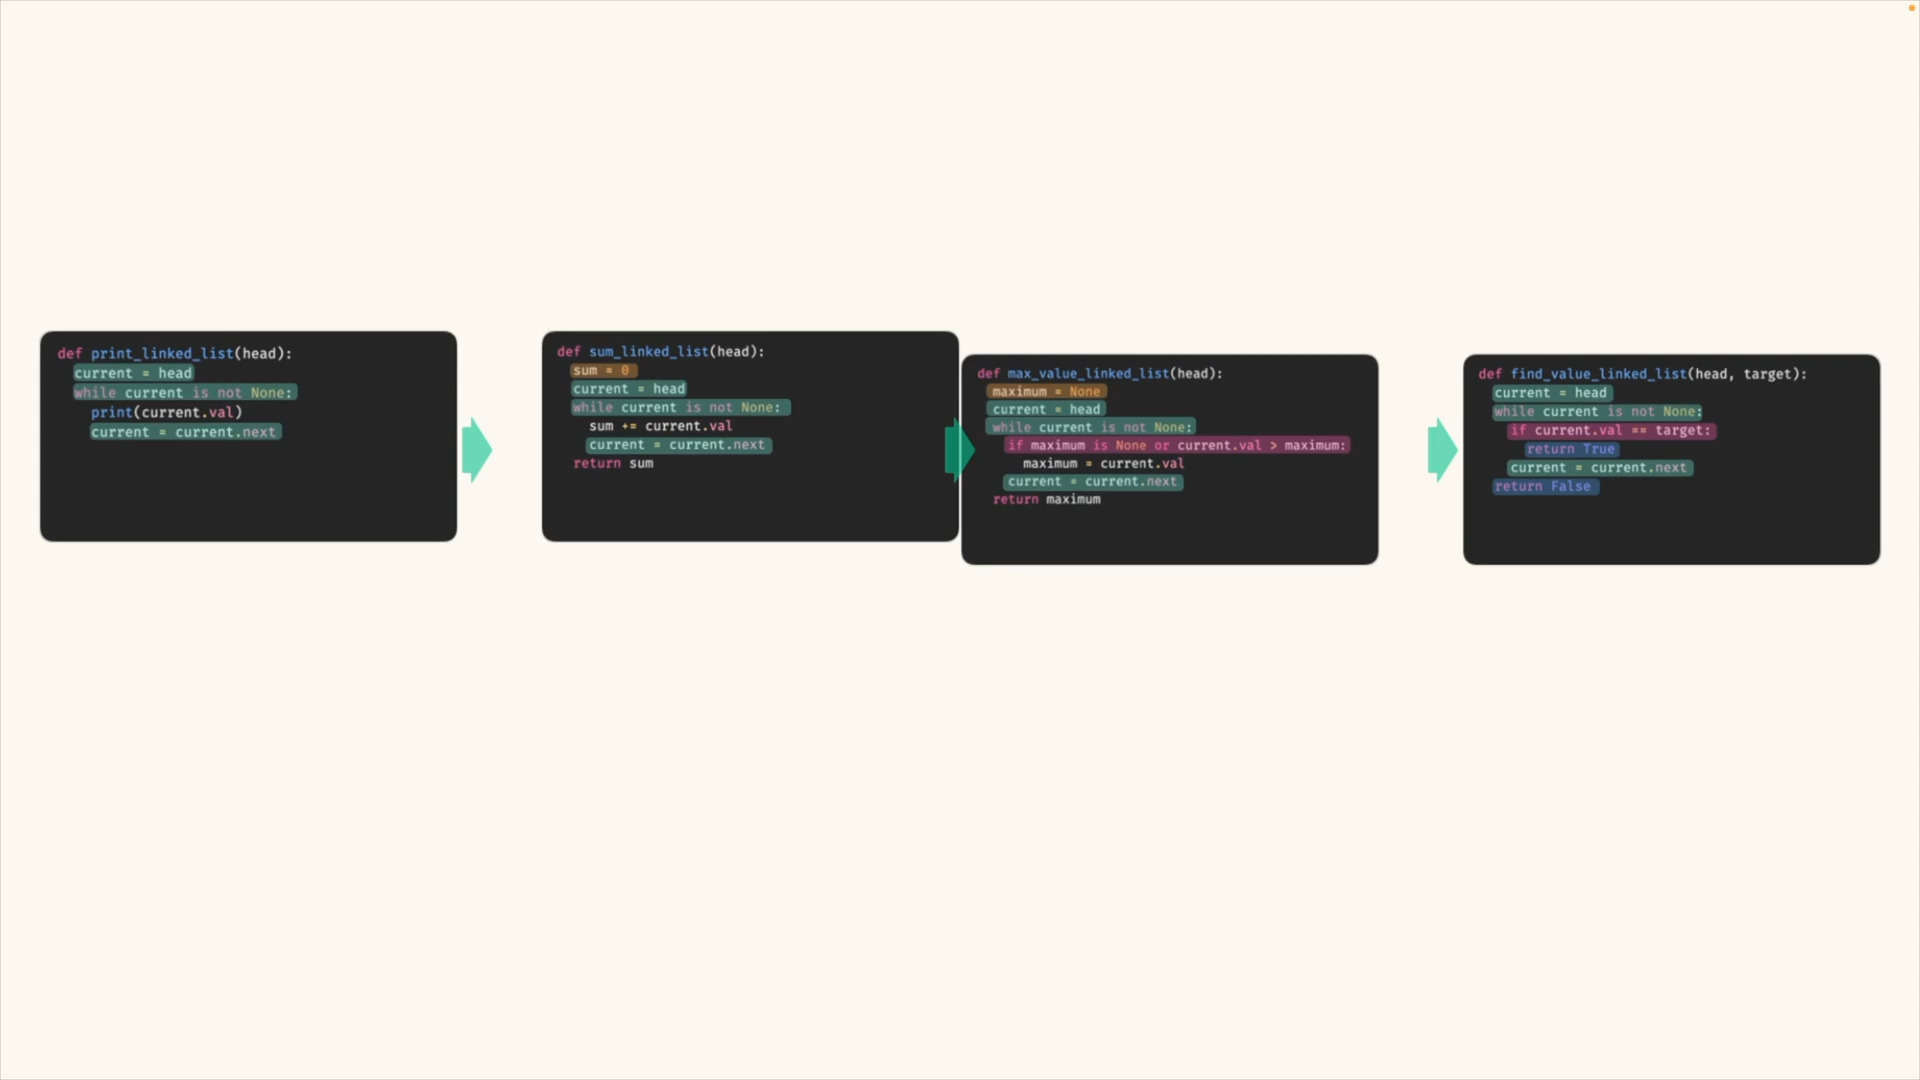 def print_linked_list(head):
current = head
while current is not None:
print(current.val)
current = current.next
def sum_linked_list(head):
sum = 0
current = head
while current is not None:
sum += current.val
current = current.next
return sum
def max_value_linked_list(head):
maximum = None
current = head
while current is not None:
if maximum is None or current.val > maximum:
maximum = current.val
current = current.next
return maximum
def find_value_linked_list(head, target):
current = head
while current is not None:
if current.val == target:
return True
current = current.next
return False